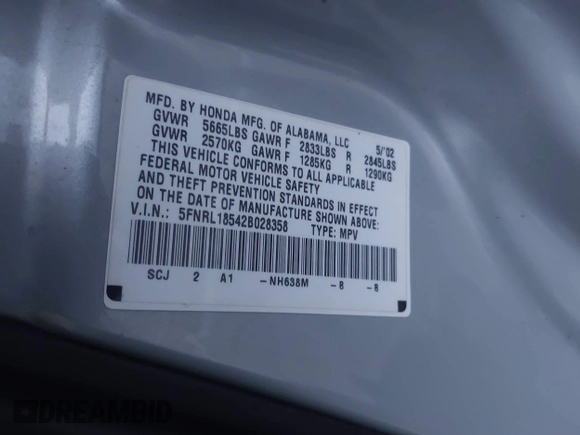 MFD. BY HONDA MFG. OF ALABAMA, LLC 5/'02
GVWR 5665LBS GAWR F 2833LBS R 2845LBS
GVWR 2570KG GAWR F 1285KG R 1290KG
THIS VEHICLE CONFORMS TO ALL APPLICABLE
FEDERAL MOTOR VEHICLE SAFETY
AND THEFT PREVENTION STANDARDS IN EFFECT
ON THE DATE OF MANUFACTURE SHOWN ABOVE.
V.I.N.: 5FNRL18542B028358 TYPE: MPV
SCJ 2 A1 -NH638M -B -B
DREAMBID